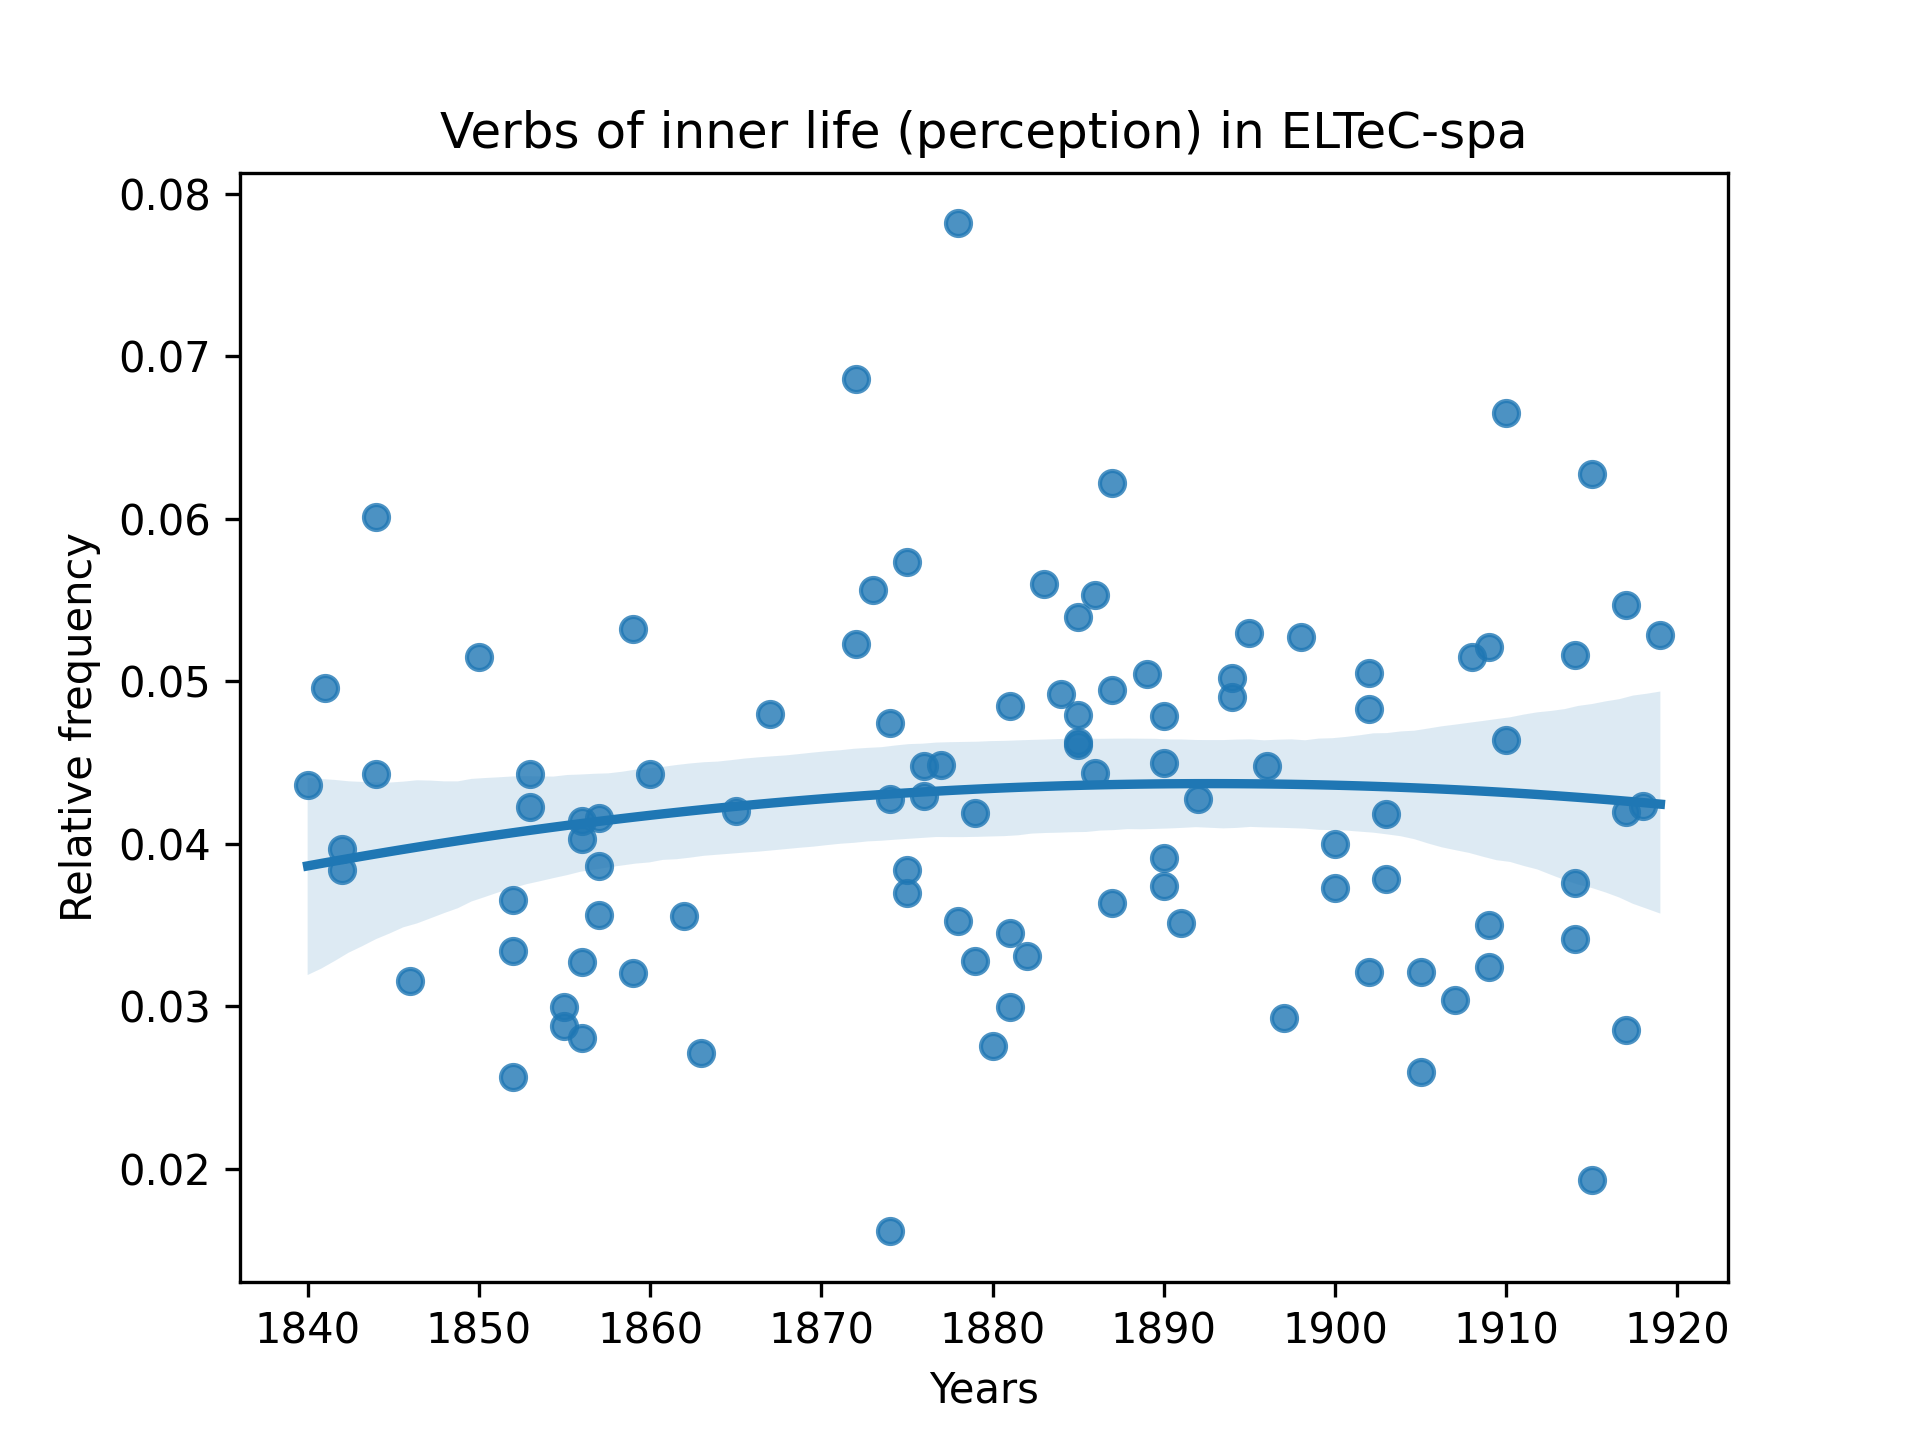 Verbs of inner life (perception) in ELTeC-spa
0.08
0.07
0.06
0.05
0.04
0.03
0.02
Relative frequency
1840 1850 1860 1870 1880 1890 1900 1910 1920
Years